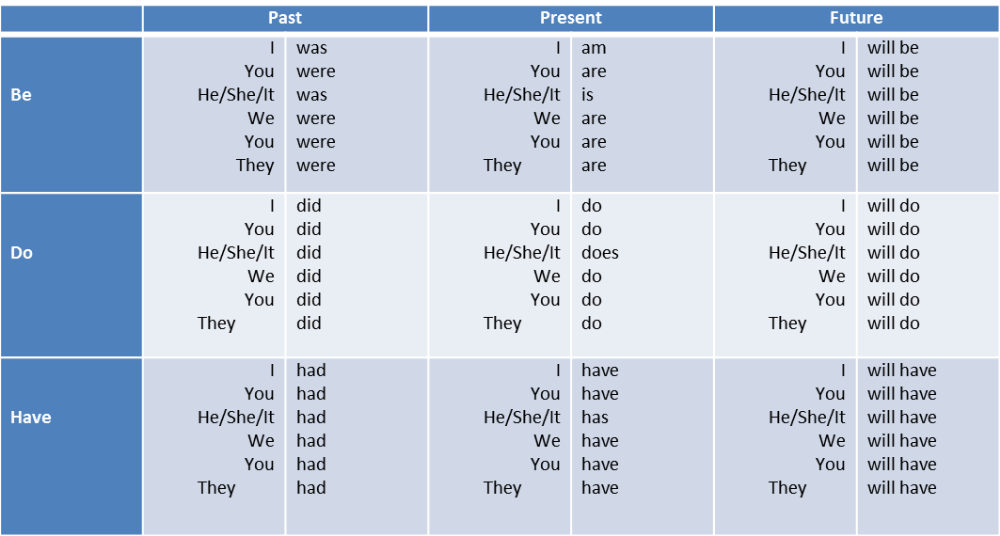 Past Present Future
I was I am I will be
You were You are You will be
Be He/She/It was He/She/It is He/She/It will be
We were We are We will be
You were You are You will be
They were They are They will be
I did I do I will do
You did You do You will do
Do He/She/It did He/She/It does He/She/It will do
We did We do We will do
You did You do You will do
They did They do They will do
I had I have I will have
You had You have You will have
Have He/She/It had He/She/It has He/She/It will have
We had We have We will have
You had You have You will have
They had They have They will have